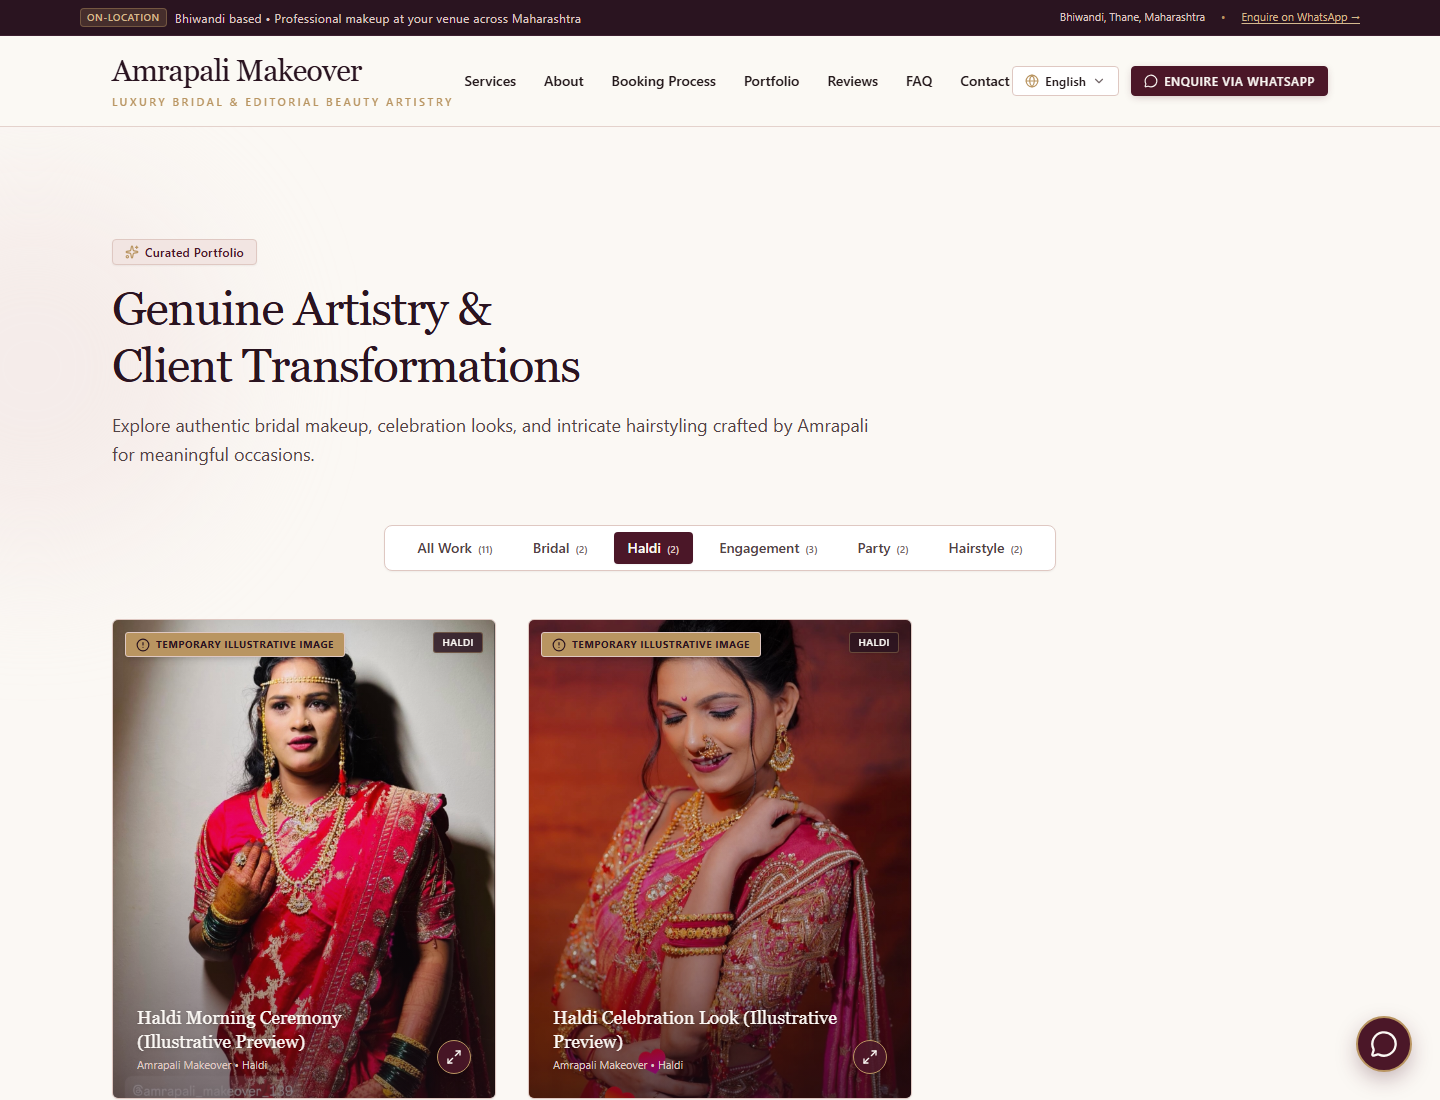 ON-LOCATION Bhiwandi based • Professional makeup at your venue across Maharashtra
Bhiwandi, Thane, Maharashtra • Enquire on WhatsApp →
Amrapali Makeover
LUXURY BRIDAL & EDITORIAL BEAUTY ARTISTRY
Services About Booking Process Portfolio Reviews FAQ Contact English ENQUIRE VIA WHATSAPP
Curated Portfolio
Genuine Artistry &
Client Transformations
Explore authentic bridal makeup, celebration looks, and intricate hairstyling crafted by Amrapali
for meaningful occasions.
All Work (11) Bridal (2) Haldi (2) Engagement (3) Party (2) Hairstyle (2)
TEMPORARY ILLUSTRATIVE IMAGE HALDI
Haldi Morning Ceremony
(Illustrative Preview)
Amrapali Makeover • Haldi
@amrapali_makeover_139
TEMPORARY ILLUSTRATIVE IMAGE HALDI
Haldi Celebration Look (Illustrative
Preview)
Amrapali Makeover • Haldi